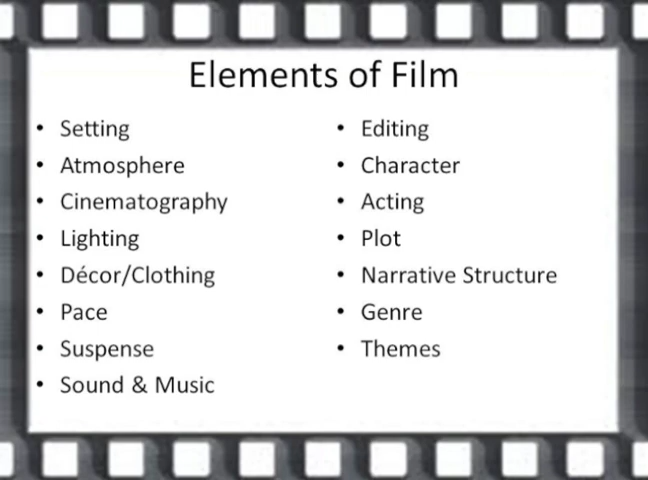 Elements of Film
• Setting
• Atmosphere
• Cinematography
• Lighting
• Décor/Clothing
• Pace
• Suspense
• Sound & Music
• Editing
• Character
• Acting
• Plot
• Narrative Structure
• Genre
• Themes